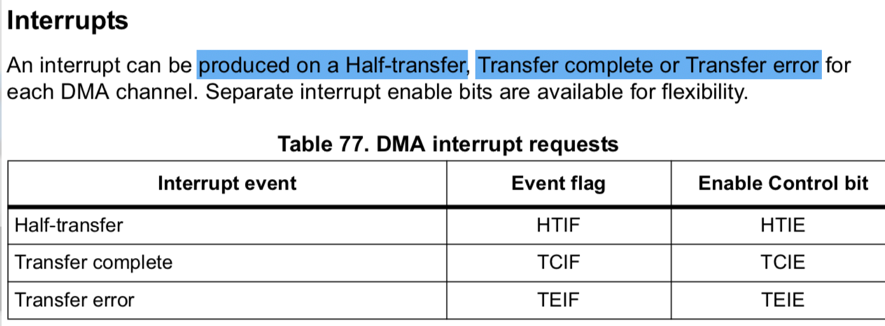 Interrupts
An interrupt can be produced on a Half-transfer, Transfer complete or Transfer error for
each DMA channel. Separate interrupt enable bits are available for flexibility.
Table 77. DMA interrupt requests
Interrupt event Event flag Enable Control bit
Half-transfer HTIF HTIE
Transfer complete TCIF TCIE
Transfer error TEIF TEIE